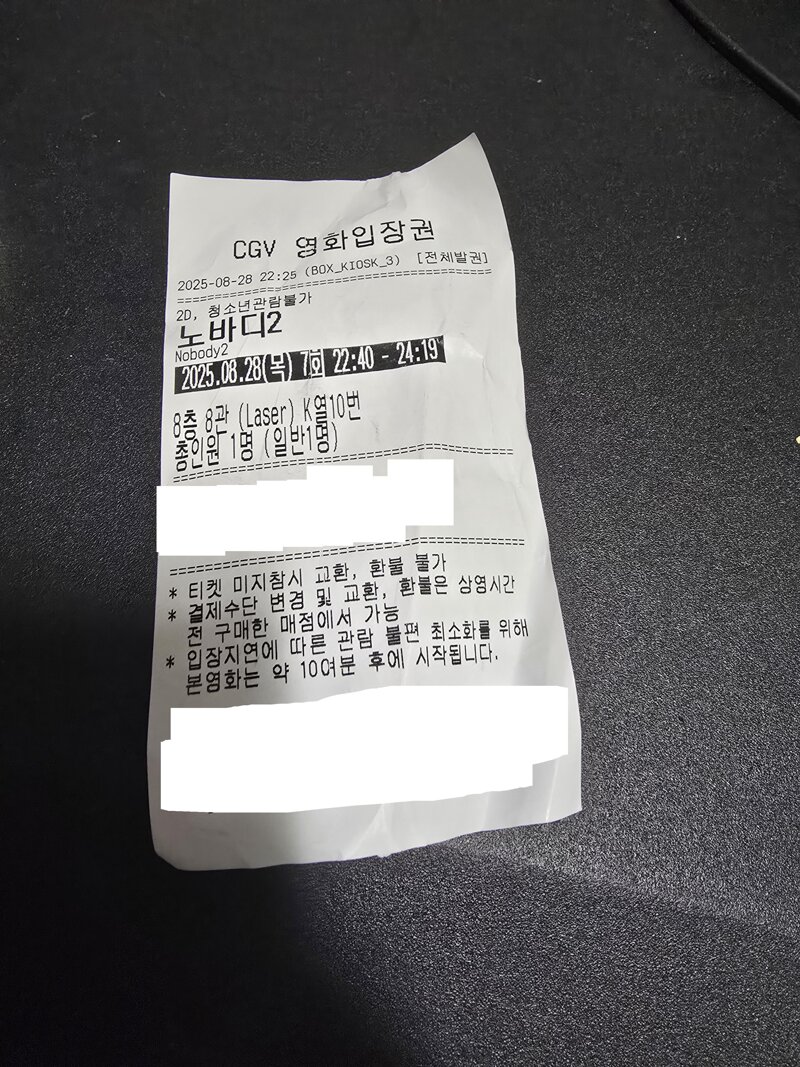 CGV 영화입장권
2025-08-28 22:25 (BOX_KIOSK_3) [전체발권]
2D, 청소년관람불가
노바디2
Nobody2
2025.08.28(목) 7회 22:40 - 24:19
8층 8관 (Laser) K열10번
총인원 1명 (일반1명)
* 티켓 미지참시 교환, 환불 불가
* 결제수단 변경 및 교환, 환불은 상영시간
전 구매한 매점에서 가능
* 입장지연에 따른 관람 불편 최소화를 위해
본영화는 약 10여분 후에 시작됩니다.